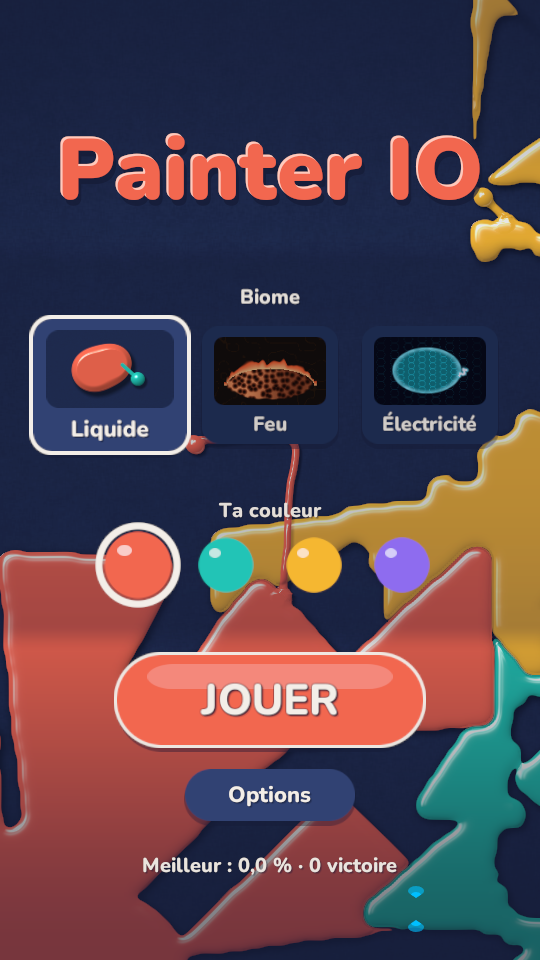 Painter IO
Biome
Liquide
Feu
Électricité
Ta couleur
JOUER
Options
Meilleur : 0,0 % · 0 victoire